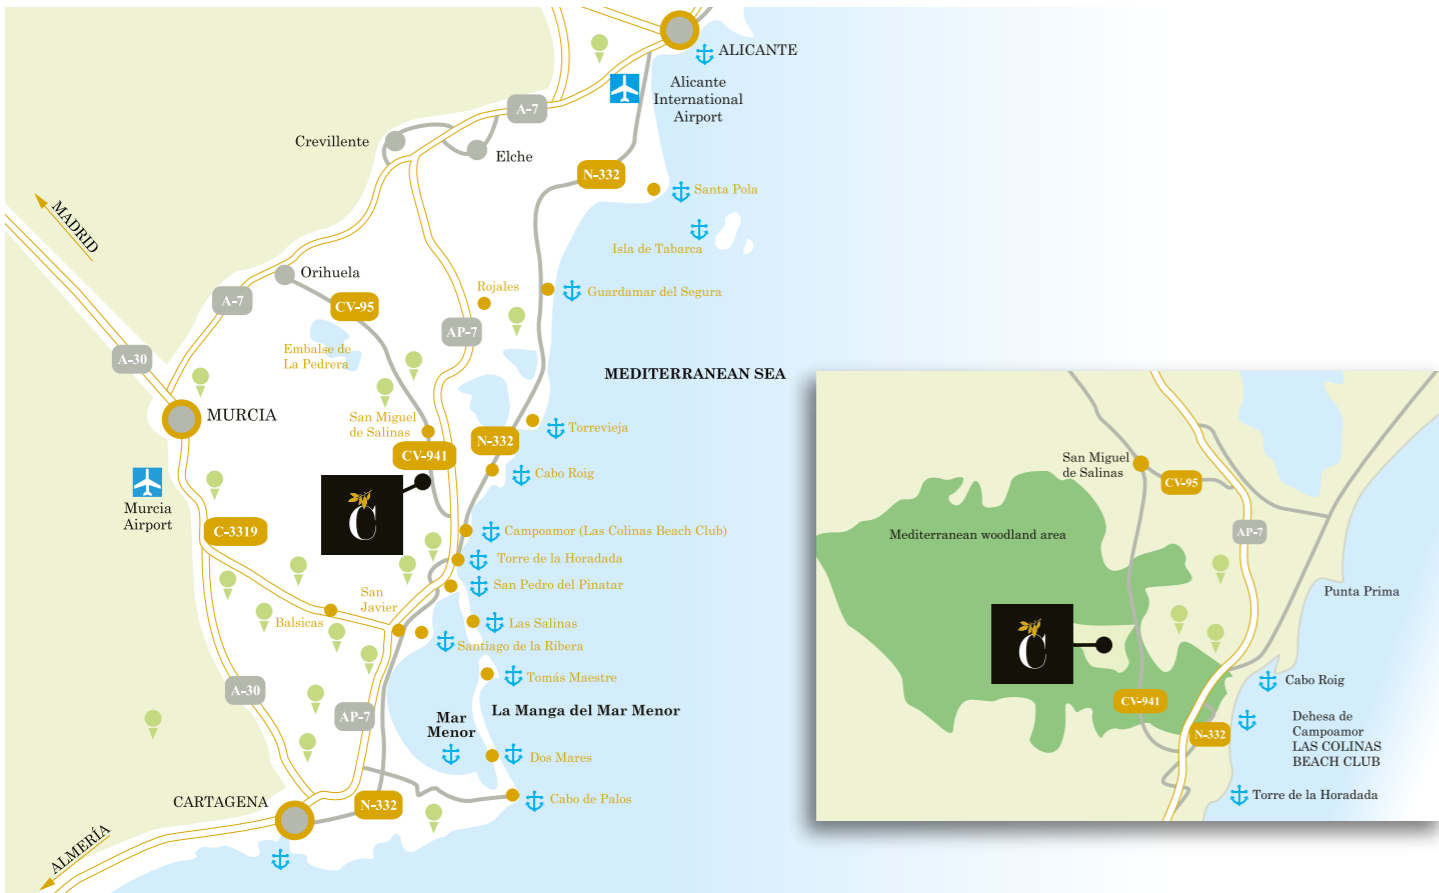 ALICANTE
Alicante
International
Airport
A-7
Crevillente
Elche
N-332
Santa Pola
MADRID
Isla de Tabarca
Orihuela
Rojales
Guardamar del Segura
A-7
CV-95
AP-7
Embalse de
La Pedrera
A-30
MEDITERRANEAN SEA
MURCIA
San Miguel
de Salinas
Torrevieja
N-332
CV-941
Cabo Roig
Murcia
Airport
C
C-3319
Campoamor (Las Colinas Beach Club)
Torre de la Horadada
San Pedro del Pinatar
San
Javier
Balsicas
Las Salinas
Santiago de la Ribera
Tomás Maestre
A-30
AP-7
La Manga del Mar Menor
Mar
Menor
Dos Mares
CARTAGENA
N-332
Cabo de Palos
ALMERÍA
San Miguel
de Salinas
CV-95
Mediterranean woodland area
AP-7
Punta Prima
C
Cabo Roig
CV-941
N-332
Dehesa de
Campoamor
LAS COLINAS
BEACH CLUB
Torre de la Horadada